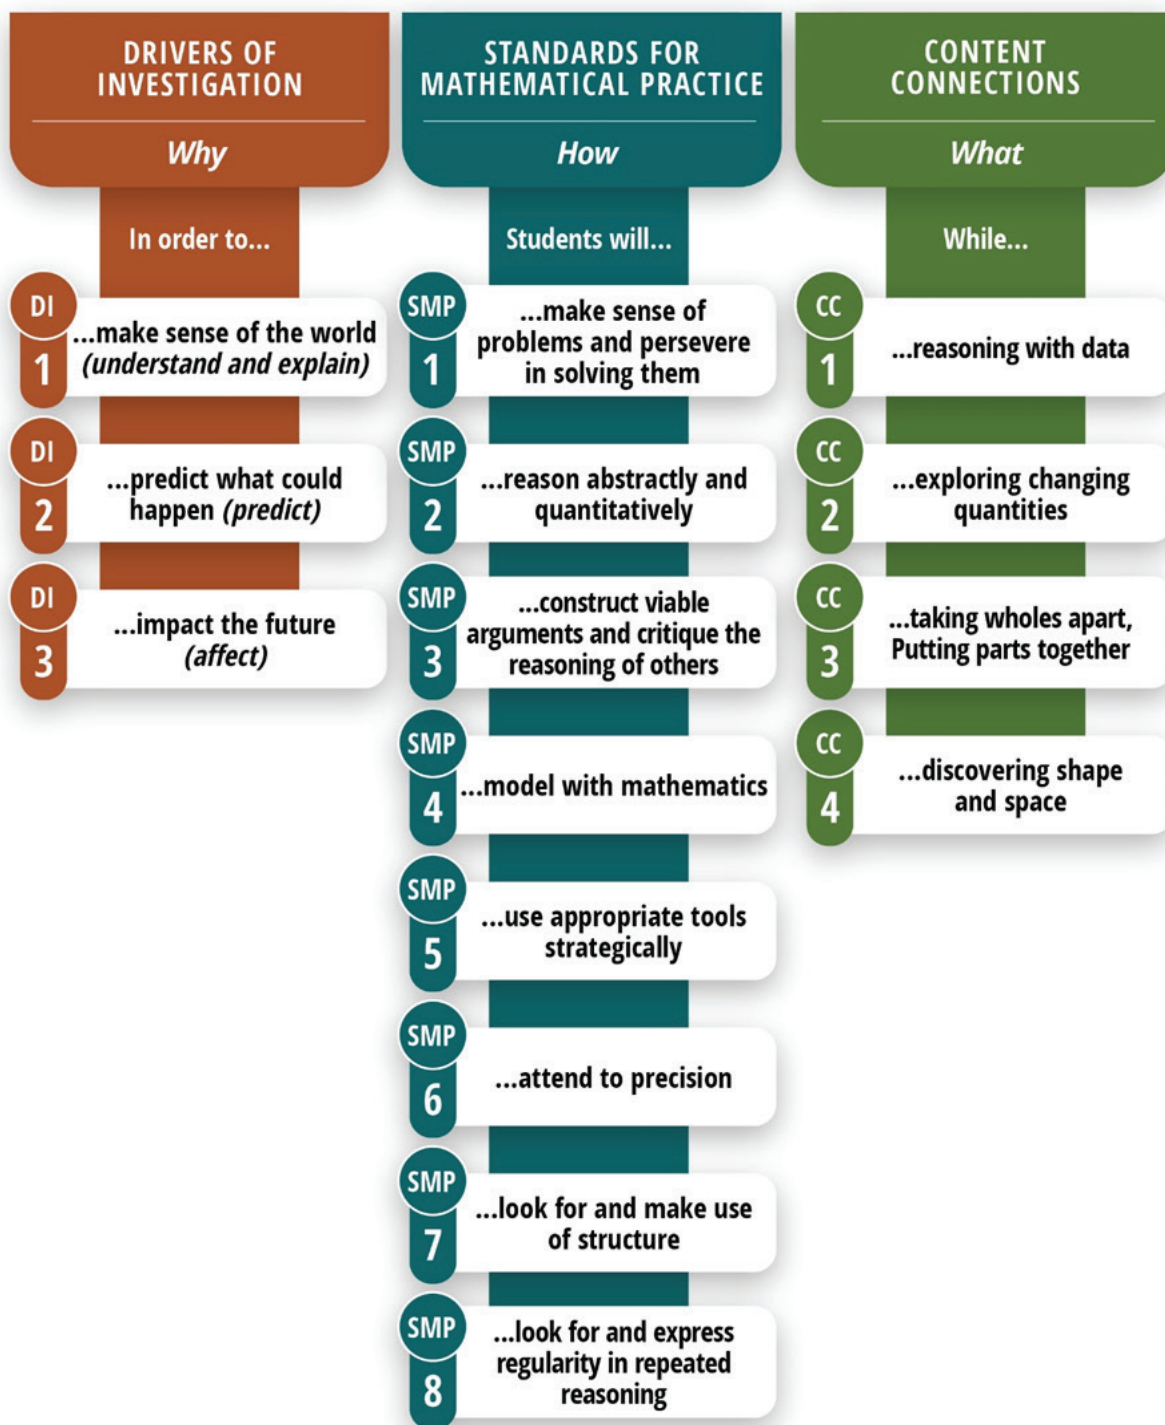 DRIVERS OF
INVESTIGATION
Why
In order to...
DI
1
...make sense of the world
(understand and explain)
DI
2
...predict what could
happen (predict)
DI
3
...impact the future
(affect)
STANDARDS FOR
MATHEMATICAL PRACTICE
How
Students will...
SMP
1
...make sense of
problems and persevere
in solving them
SMP
2
...reason abstractly and
quantitatively
SMP
3
...construct viable
arguments and critique the
reasoning of others
SMP
4
...model with mathematics
SMP
5
...use appropriate tools
strategically
SMP
6
...attend to precision
SMP
7
...look for and make use
of structure
SMP
8
...look for and express
regularity in repeated
reasoning
CONTENT
CONNECTIONS
What
While...
CC
1
...reasoning with data
CC
2
...exploring changing
quantities
CC
3
...taking wholes apart,
Putting parts together
CC
4
...discovering shape
and space